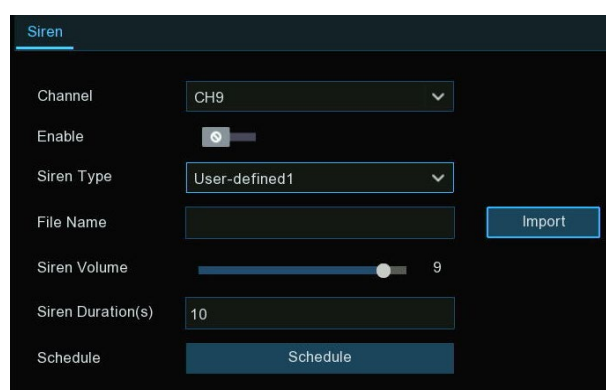 Siren
Channel CH9
Enable
Siren Type User-defined1
File Name Import
Siren Volume 9
Siren Duration(s) 10
Schedule Schedule